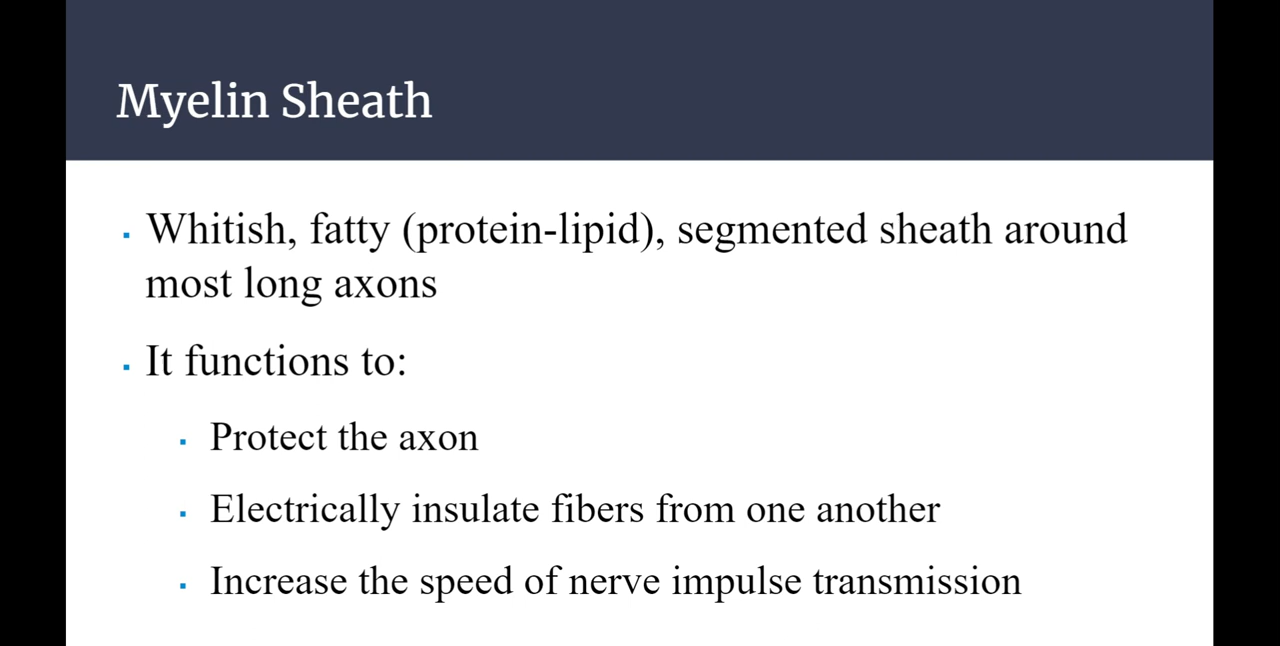 Myelin Sheath
Whitish, fatty (protein-lipid), segmented sheath around
most long axons
It functions to:
Protect the axon
Electrically insulate fibers from one another
Increase the speed of nerve impulse transmission